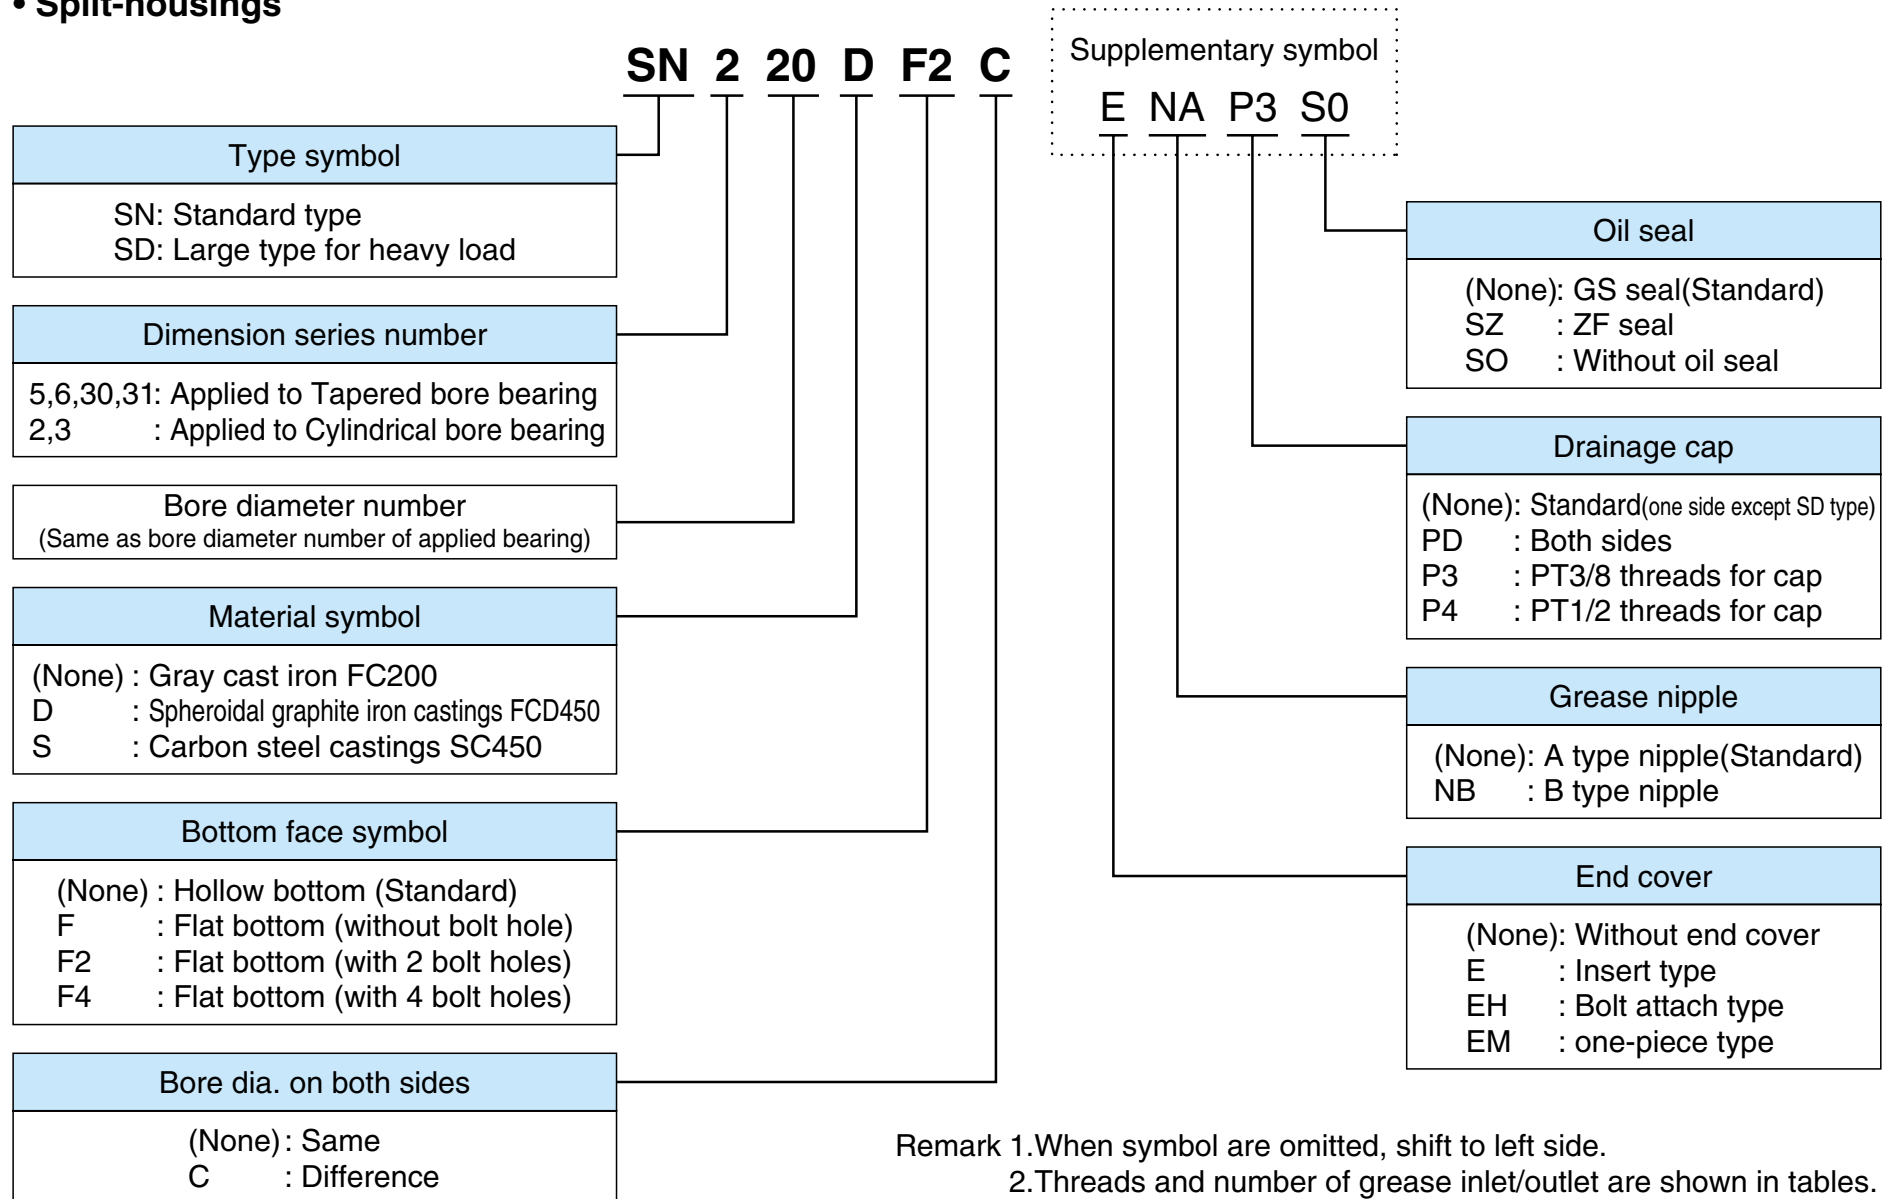 • Split-housings
SN 2 20 D F2 C
Supplementary symbol
E NA P3 S0
Type symbol
SN: Standard type
SD: Large type for heavy load
Dimension series number
5,6,30,31: Applied to Tapered bore bearing
2,3 : Applied to Cylindrical bore bearing
Bore diameter number
(Same as bore diameter number of applied bearing)
Material symbol
(None) : Gray cast iron FC200
D : Spheroidal graphite iron castings FCD450
S : Carbon steel castings SC450
Bottom face symbol
(None) : Hollow bottom (Standard)
F : Flat bottom (without bolt hole)
F2 : Flat bottom (with 2 bolt holes)
F4 : Flat bottom (with 4 bolt holes)
Bore dia. on both sides
(None) : Same
C : Difference
Oil seal
(None): GS seal(Standard)
SZ : ZF seal
SO : Without oil seal
Drainage cap
(None): Standard(one side except SD type)
PD : Both sides
P3 : PT3/8 threads for cap
P4 : PT1/2 threads for cap
Grease nipple
(None): A type nipple(Standard)
NB : B type nipple
End cover
(None): Without end cover
E : Insert type
EH : Bolt attach type
EM : one-piece type
Remark 1.When symbol are omitted, shift to left side.
2.Threads and number of grease inlet/outlet are shown in tables.